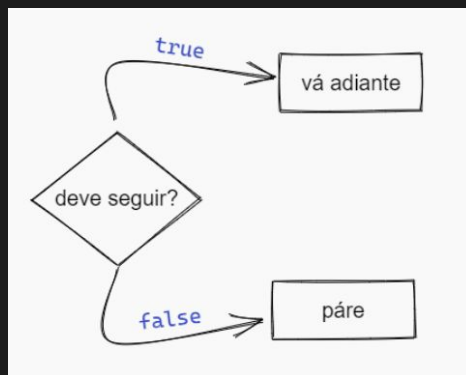 true
vá adiante
deve seguir?
false
páre